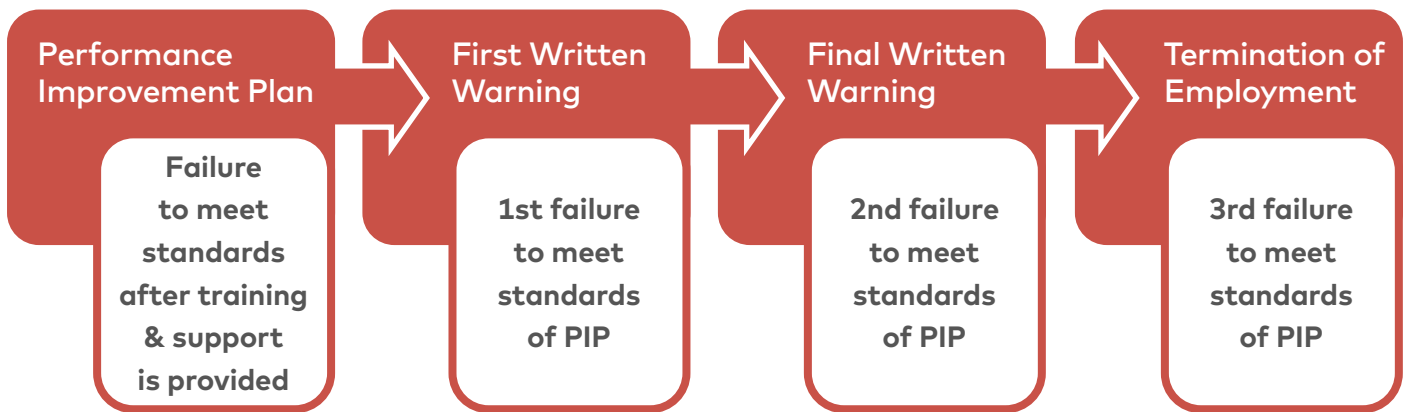 Performance
Improvement Plan
Failure
to meet
standards
after training
& support
is provided
First Written
Warning
1st failure
to meet
standards
of PIP
Final Written
Warning
2nd failure
to meet
standards
of PIP
Termination of
Employment
3rd failure
to meet
standards
of PIP